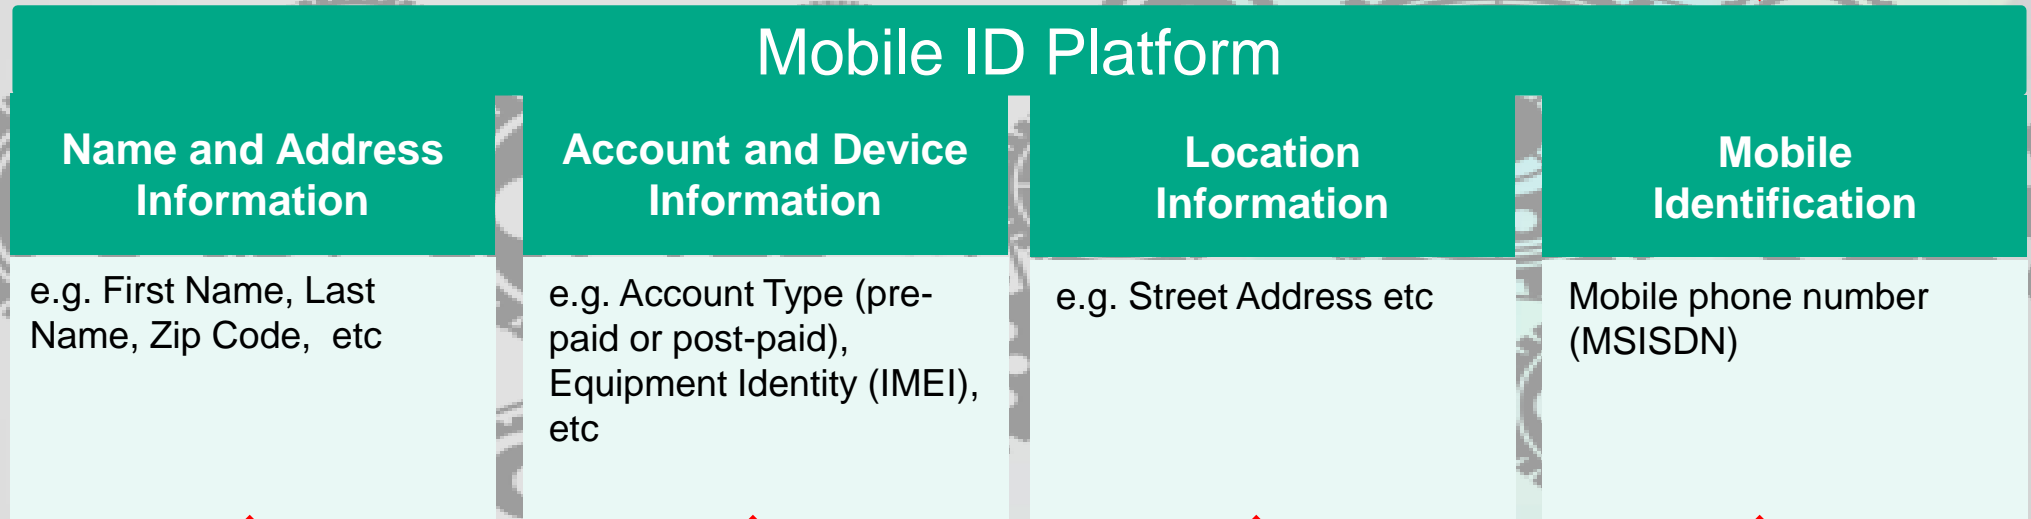 Mobile ID Platform
Name and Address
Information
e.g. First Name, Last
Name, Zip Code, etc
Account and Device
Information
e.g. Account Type (pre-
paid or post-paid),
Equipment Identity (IMEI),
etc
Location
Information
e.g. Street Address etc
Mobile
Identification
Mobile phone number
(MSISDN)